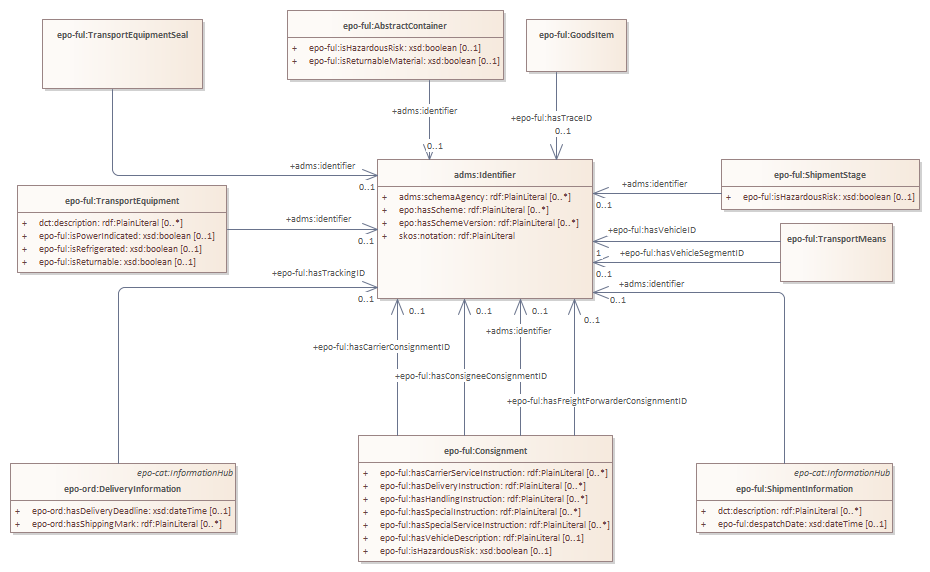 epo-ful:TransportEquipmentSeal
epo-ful:AbstractContainer
+ epo-ful:isHazardousRisk: xsd:boolean [0..1]
+ epo-ful:isReturnableMaterial: xsd:boolean [0..1]
epo-ful:GoodsItem
+adms:identifier
0..1
+epo-ful:hasTraceID
0..1
+adms:identifier
0..1
adms:Identifier
+ adms:schemaAgency: rdf:PlainLiteral [0..*]
+ epo:hasScheme: rdf:PlainLiteral [0..*]
+ epo:hasSchemeVersion: rdf:PlainLiteral [0..*]
+ skos:notation: rdf:PlainLiteral
epo-ful:ShipmentStage
+ epo-ful:isHazardousRisk: xsd:boolean [0..1]
+adms:identifier
0..1
epo-ful:TransportEquipment
+ dct:description: rdf:PlainLiteral [0..*]
+ epo-ful:isPowerIndicated: xsd:boolean [0..1]
+ epo-ful:isRefrigerated: xsd:boolean [0..1]
+ epo-ful:isReturnable: xsd:boolean [0..1]
+adms:identifier
0..1
epo-ful:TransportMeans
+epo-ful:hasVehicleID
1
+epo-ful:hasVehicleSegmentID
0..1
+epo-ful:hasTrackingID
0..1
+adms:identifier
0..1
0..1
0..1
0..1
0..1
+adms:identifier
+epo-ful:hasCarrierConsignmentID
+epo-ful:hasConsigneeConsignmentID
+epo-ful:hasFreightForwarderConsignmentID
epo-cat:InformationHub
epo-ord:DeliveryInformation
+ epo-ord:hasDeliveryDeadline: xsd:dateTime [0..1]
+ epo-ord:hasShippingMark: rdf:PlainLiteral [0..*]
epo-ful:Consignment
+ epo-ful:hasCarrierServiceInstruction: rdf:PlainLiteral [0..*]
+ epo-ful:hasDeliveryInstruction: rdf:PlainLiteral [0..*]
+ epo-ful:hasHandlingInstruction: rdf:PlainLiteral [0..*]
+ epo-ful:hasSpecialInstruction: rdf:PlainLiteral [0..*]
+ epo-ful:hasSpecialServiceInstruction: rdf:PlainLiteral [0..*]
+ epo-ful:hasVehicleDescription: rdf:PlainLiteral [0..1]
+ epo-ful:isHazardousRisk: xsd:boolean [0..1]
epo-cat:InformationHub
epo-ful:ShipmentInformation
+ dct:description: rdf:PlainLiteral [0..*]
+ epo-ful:despatchDate: xsd:dateTime [0..1]